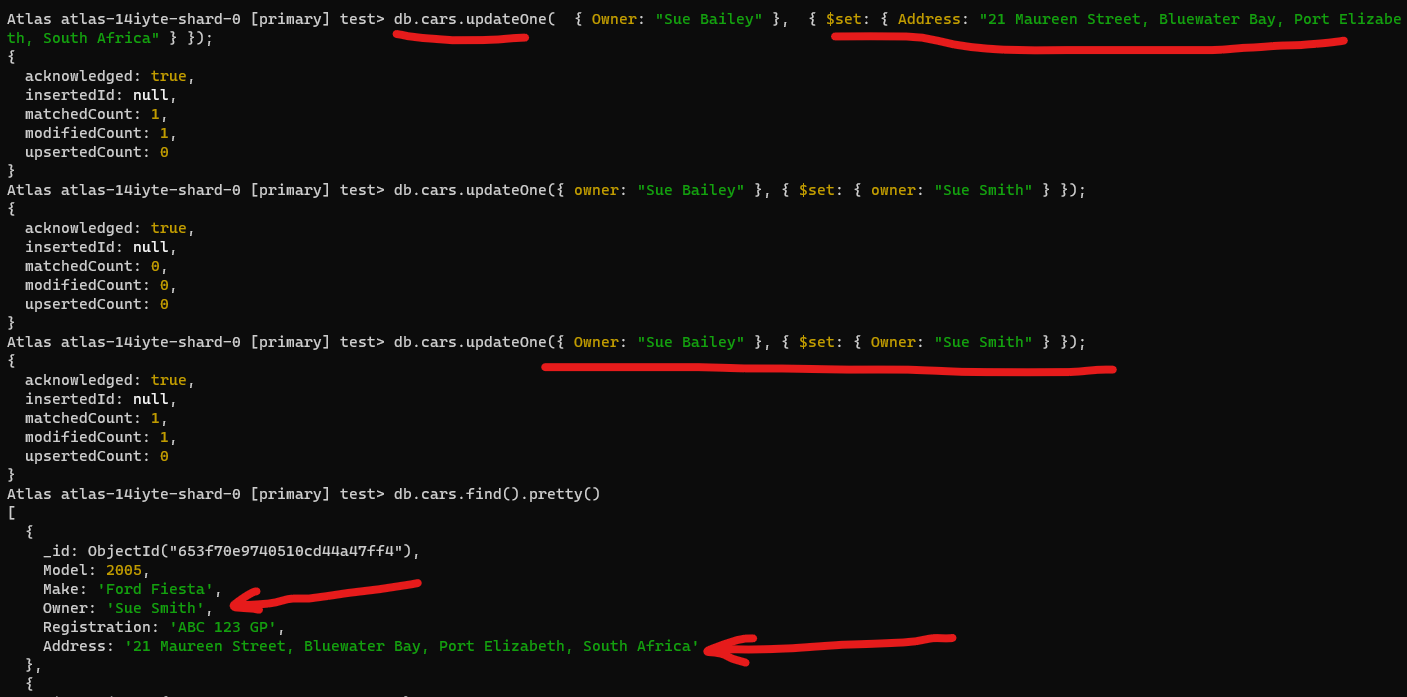 Atlas atlas-14iyte-shard-0 [primary] test> db.cars.updateOne(  { Owner: "Sue Bailey" },  { $set: { Address: "21 Maureen Street, Bluewater Bay, Port Elizabe
th, South Africa" } });
{
  acknowledged: true,
  insertedId: null,
  matchedCount: 1,
  modifiedCount: 1,
  upsertedCount: 0
}
Atlas atlas-14iyte-shard-0 [primary] test> db.cars.updateOne({ owner: "Sue Bailey" }, { $set: { owner: "Sue Smith" } });
{
  acknowledged: true,
  insertedId: null,
  matchedCount: 0,
  modifiedCount: 0,
  upsertedCount: 0
}
Atlas atlas-14iyte-shard-0 [primary] test> db.cars.updateOne({ Owner: "Sue Bailey" }, { $set: { Owner: "Sue Smith" } });
{
  acknowledged: true,
  insertedId: null,
  matchedCount: 1,
  modifiedCount: 1,
  upsertedCount: 0
}
Atlas atlas-14iyte-shard-0 [primary] test> db.cars.find().pretty()
[
  {
    _id: ObjectId("653f70e9740510cd44a47ff4"),
    Model: 2005,
    Make: 'Ford Fiesta',
    Owner: 'Sue Smith',
    Registration: 'ABC 123 GP',
    Address: '21 Maureen Street, Bluewater Bay, Port Elizabeth, South Africa'
  },
  {